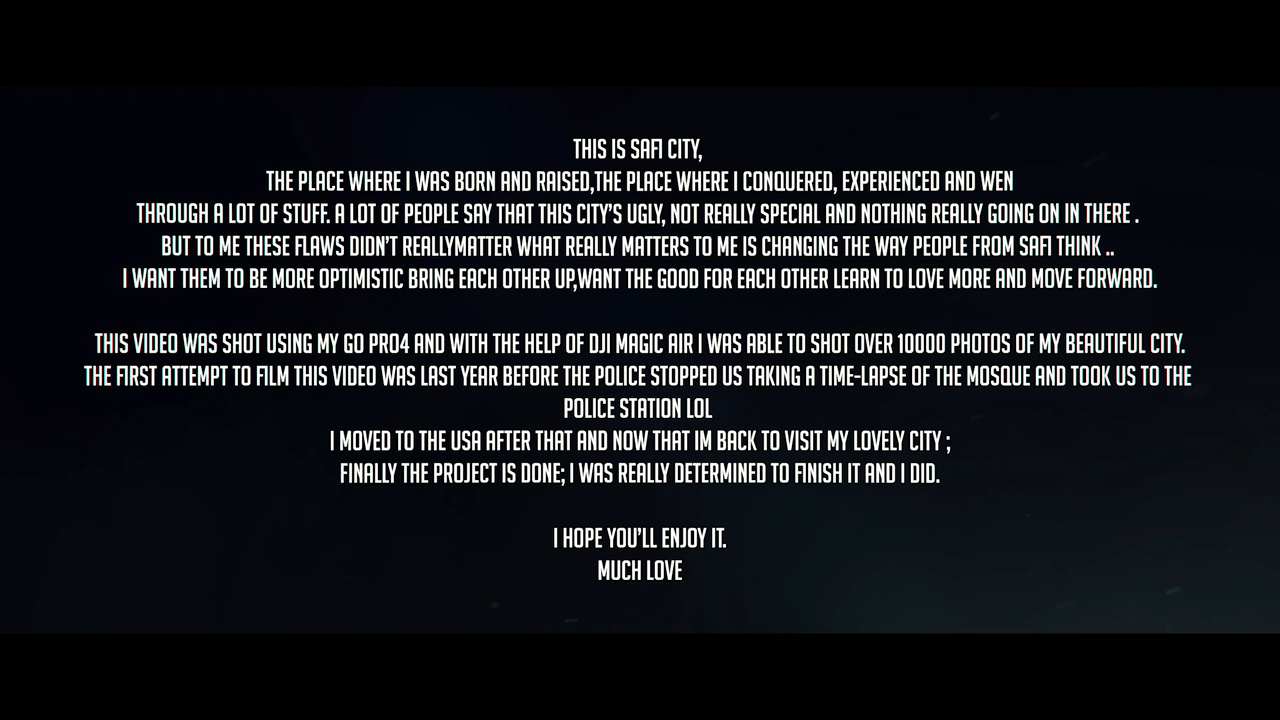 THIS IS SAFI CITY,
THE PLACE WHERE I WAS BORN AND RAISED,THE PLACE WHERE I CONQUERED, EXPERIENCED AND WEN
THROUGH A LOT OF STUFF. A LOT OF PEOPLE SAY THAT THIS CITY'S UGLY, NOT REALLY SPECIAL AND NOTHING REALLY GOING ON IN THERE .
BUT TO ME THESE FLAWS DIDN'T REALLYMATTER WHAT REALLY MATTERS TO ME IS CHANGING THE WAY PEOPLE FROM SAFI THINK ..
I WANT THEM TO BE MORE OPTIMISTIC BRING EACH OTHER UP,WANT THE GOOD FOR EACH OTHER LEARN TO LOVE MORE AND MOVE FORWARD.
THIS VIDEO WAS SHOT USING MY GO PRO4 AND WITH THE HELP OF DJI MAGIC AIR I WAS ABLE TO SHOT OVER 10000 PHOTOS OF MY BEAUTIFUL CITY.
THE FIRST ATTEMPT TO FILM THIS VIDEO WAS LAST YEAR BEFORE THE POLICE STOPPED US TAKING A TIME-LAPSE OF THE MOSQUE AND TOOK US TO THE
POLICE STATION LOL
I MOVED TO THE USA AFTER THAT AND NOW THAT IM BACK TO VISIT MY LOVELY CITY ;
FINALLY THE PROJECT IS DONE; I WAS REALLY DETERMINED TO FINISH IT AND I DID.
I HOPE YOU'LL ENJOY IT.
MUCH LOVE